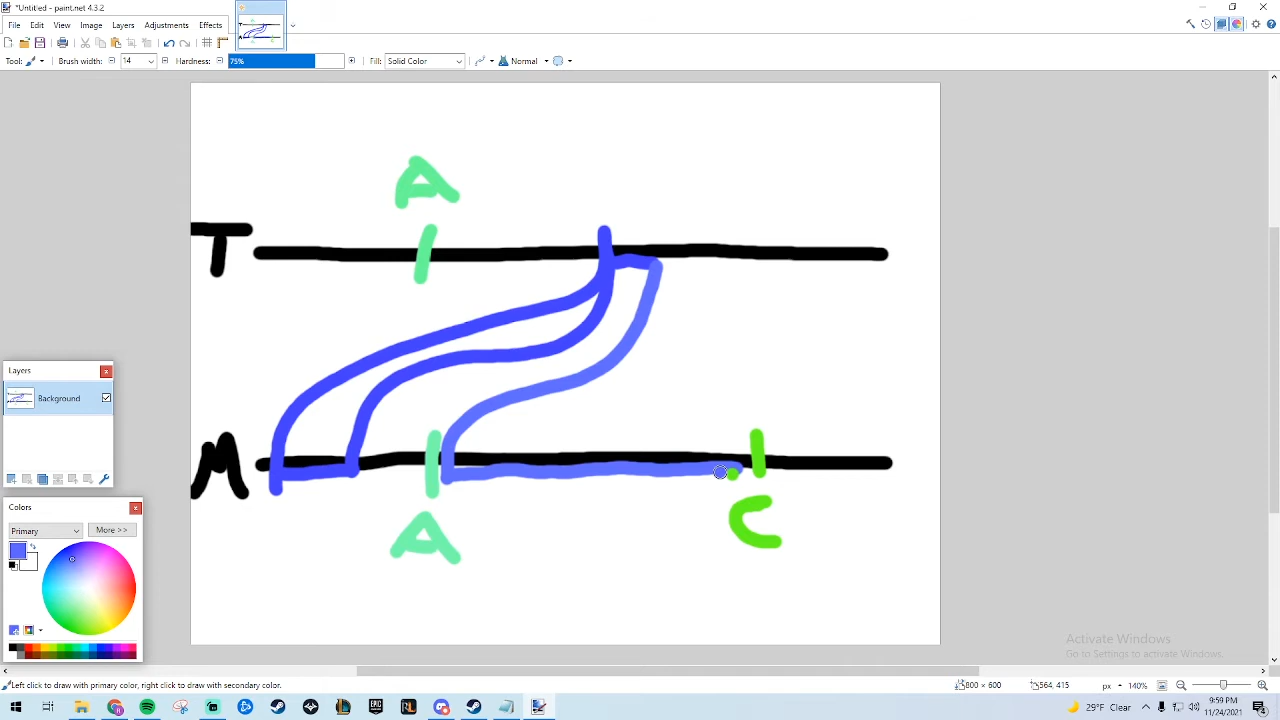 "Untitled - paint.net 4.3.2
File Edit View Image Layers Adjustments Effects
Tool: Brush width: 14 Hardness: 75% Fill: Solid Color Normal
A
T
M
A
C
Layers
Background
Colors
Primary More >>
Activate Windows
Go to Settings to activate Windows.
Left click to draw with primary color, right click to draw with secondary color. 800 x 600 564, 415 px 140%
29°F Clear 9:59 PM
11/24/2021